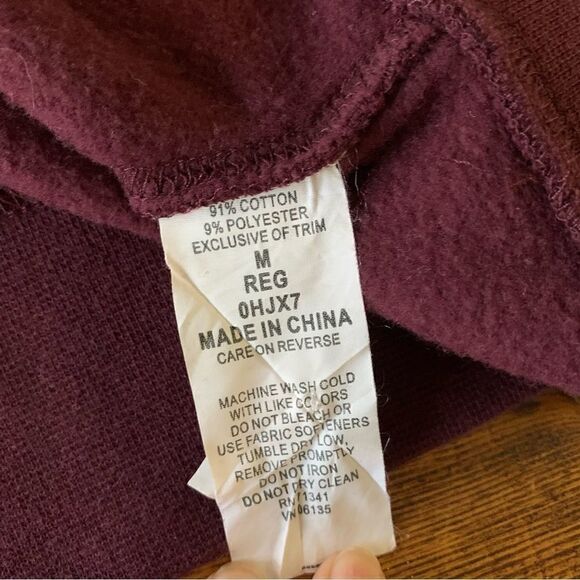 91% COTTON
9% POLYESTER
EXCLUSIVE OF TRIM
M
REG
0HJX7
MADE IN CHINA
CARE ON REVERSE
MACHINE WASH COLD
WITH LIKE COLORS
DO NOT BLEACH OR
USE FABRIC SOFTENERS
TUMBLE DRY LOW,
REMOVE PROMPTLY
DO NOT IRON
DO NOT DRY CLEAN
RN 71341
VN 06135